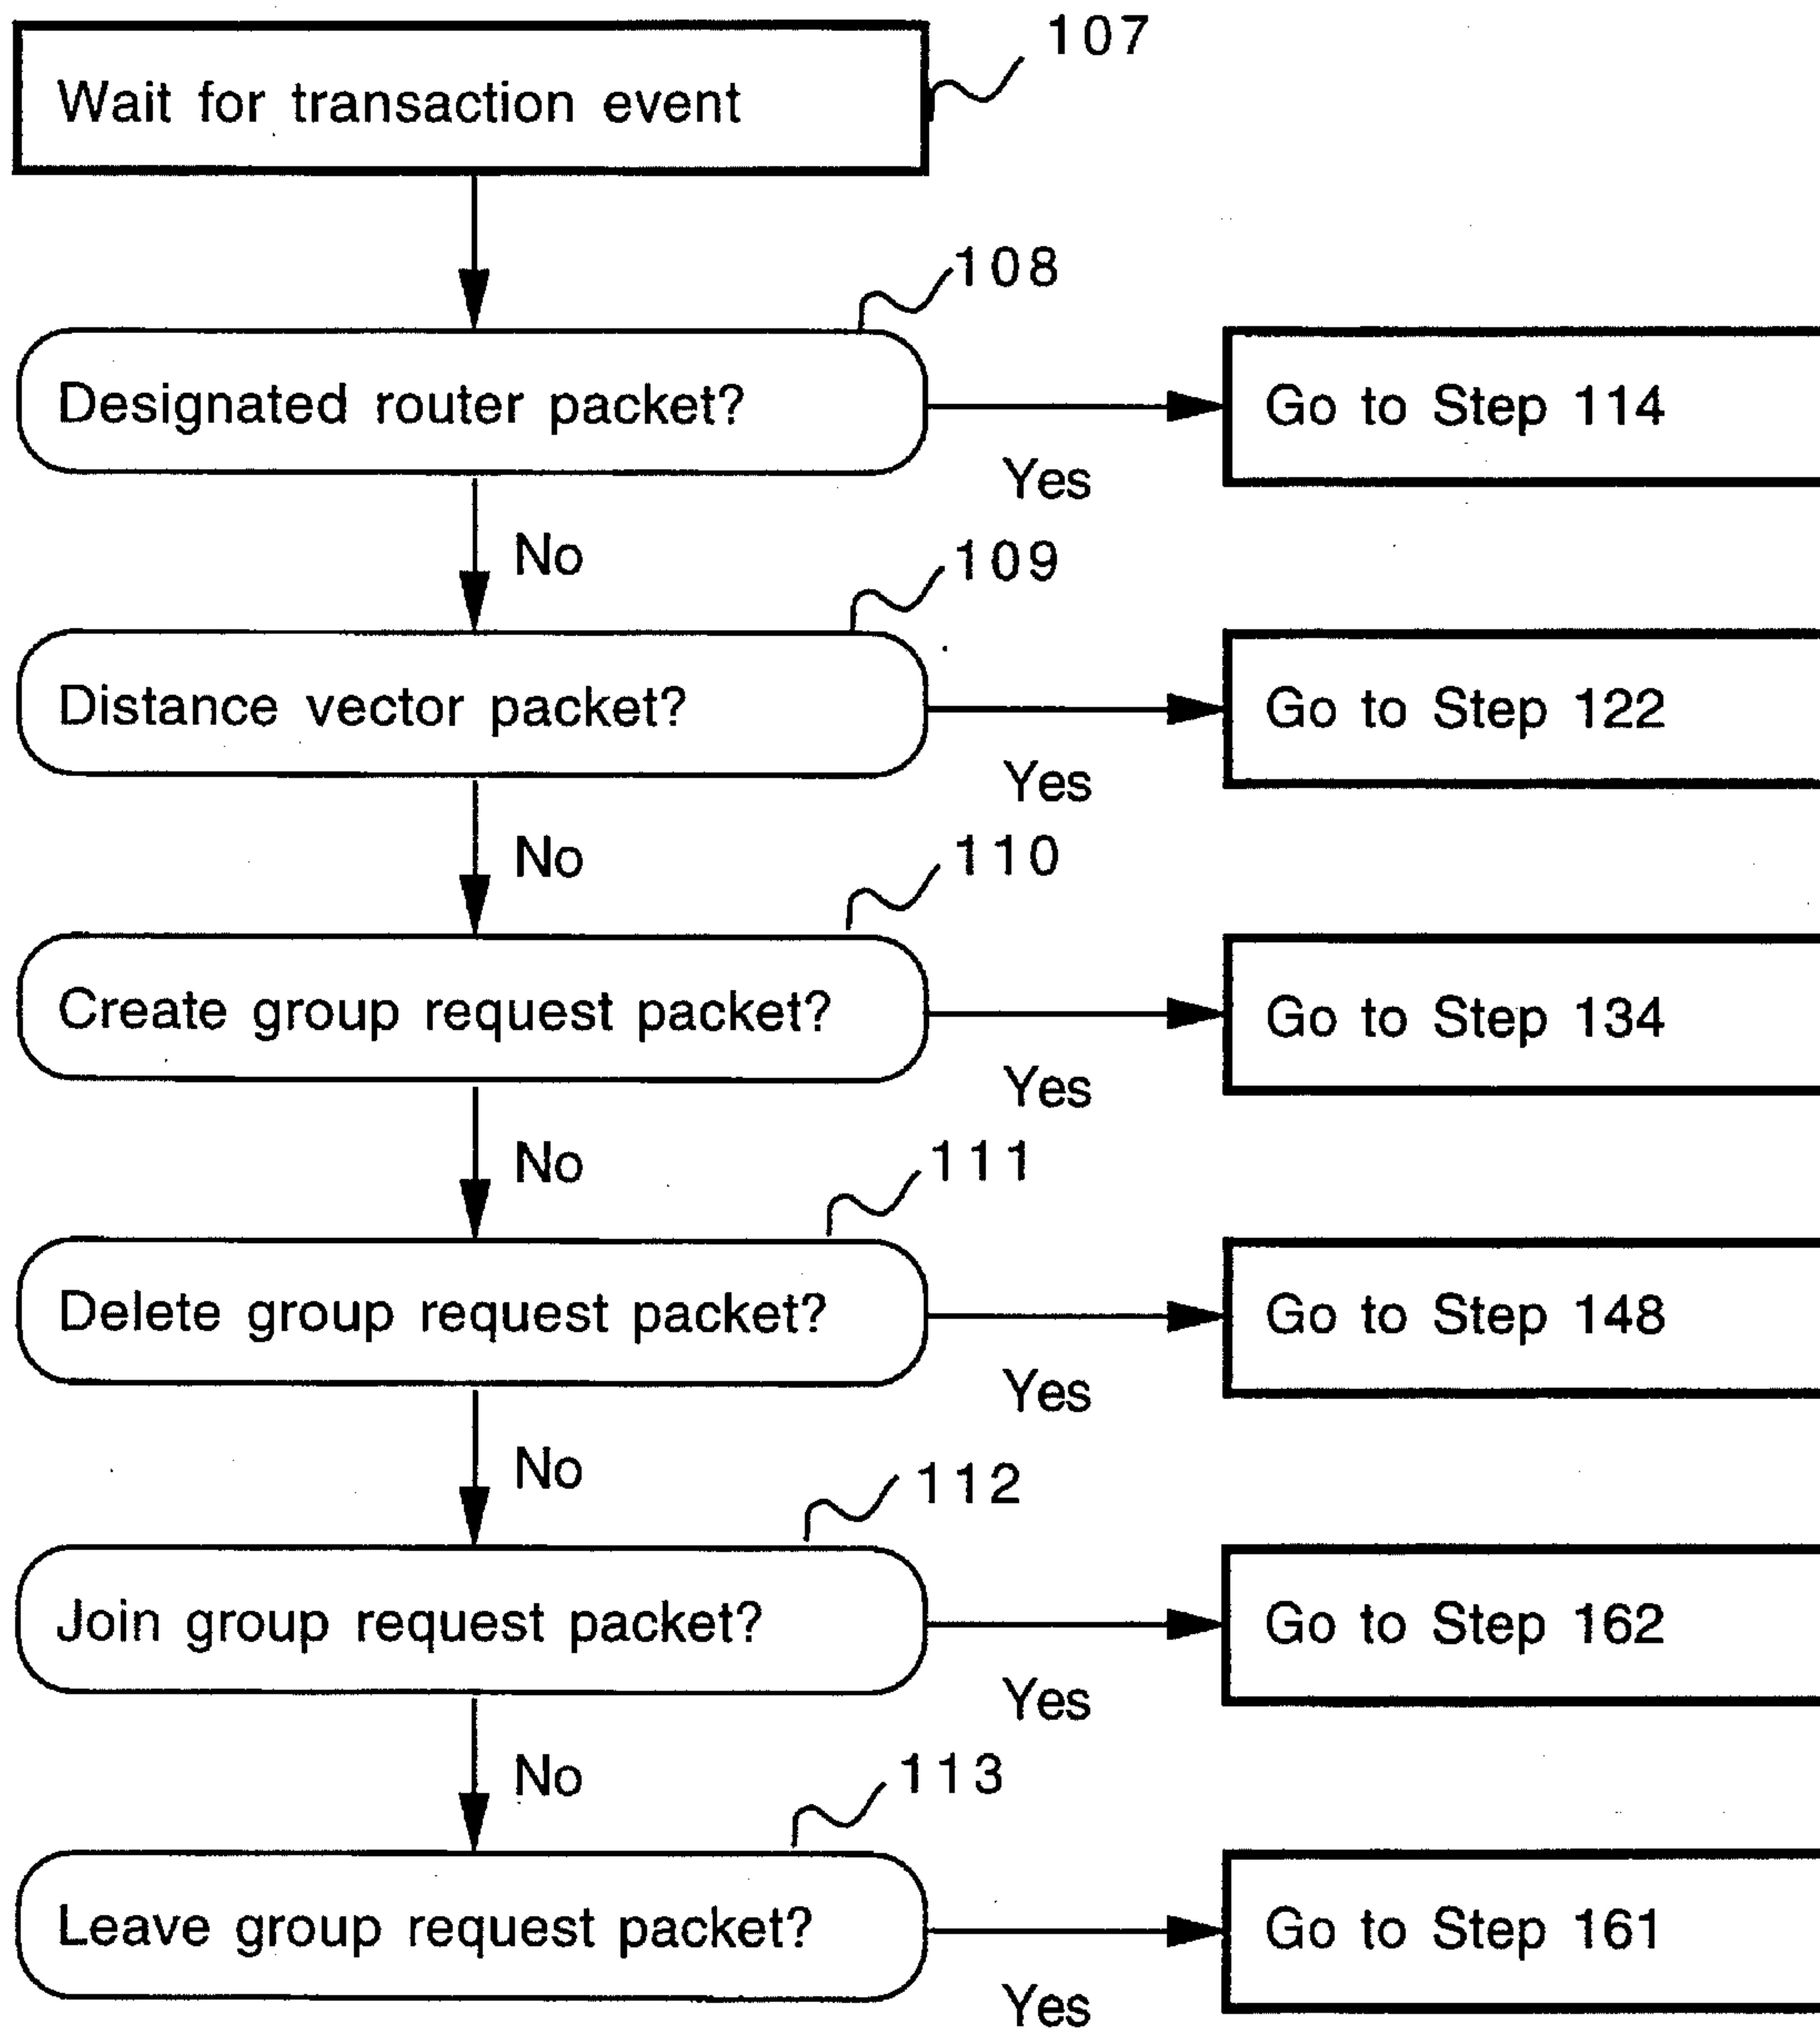 107
Wait for transaction event
108
Designated router packet?
Go to Step 114
Yes
No
109
Distance vector packet?
Go to Step 122
Yes
No
110
Create group request packet?
Go to Step 134
Yes
No
111
Delete group request packet?
Go to Step 148
Yes
No
112
Join group request packet?
Go to Step 162
Yes
No
113
Leave group request packet?
Go to Step 161
Yes